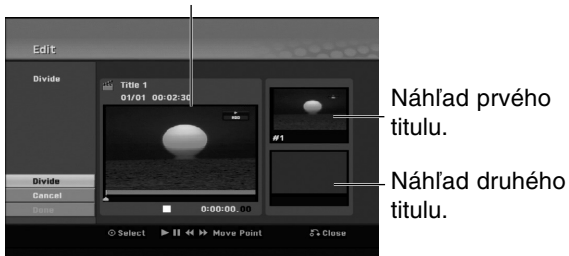 Edit
Divide
Title 1
01/01 00:02:30
#1
Divide
Cancel
Done
0:00:00.00
Select
Move Point
Close
Náhľad prvého
titulu.
Náhľad druhého
titulu.